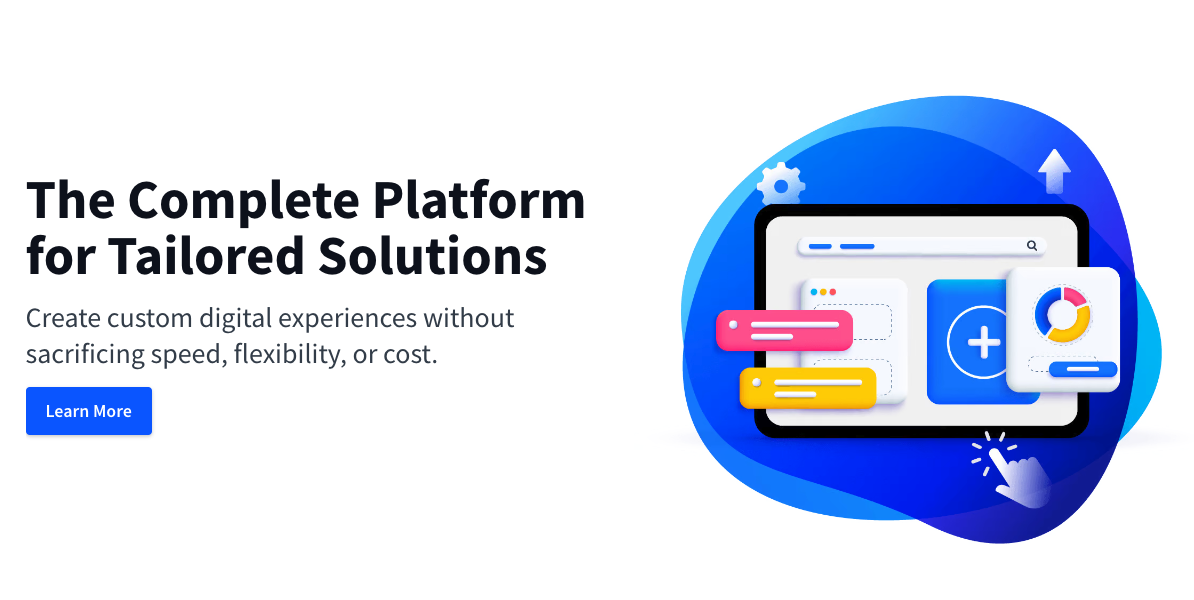 The Complete Platform
for Tailored Solutions
Create custom digital experiences without
sacrificing speed, flexibility, or cost.
Learn More